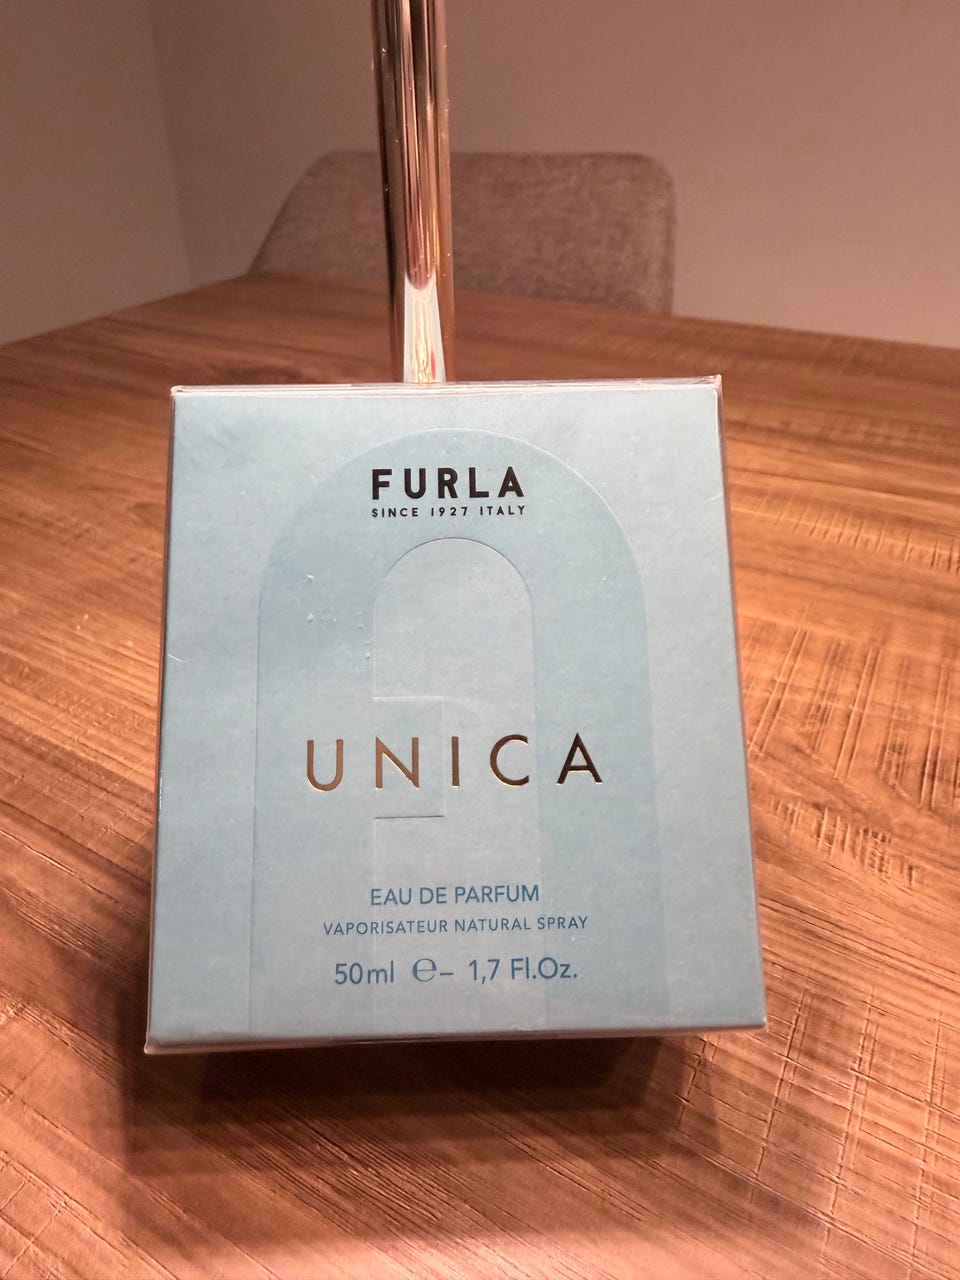 FURLA
SINCE 1927 ITALY
UNICA
EAU DE PARFUM
VAPORISATEUR NATURAL SPRAY
50ml ℮– 1,7 Fl.Oz.